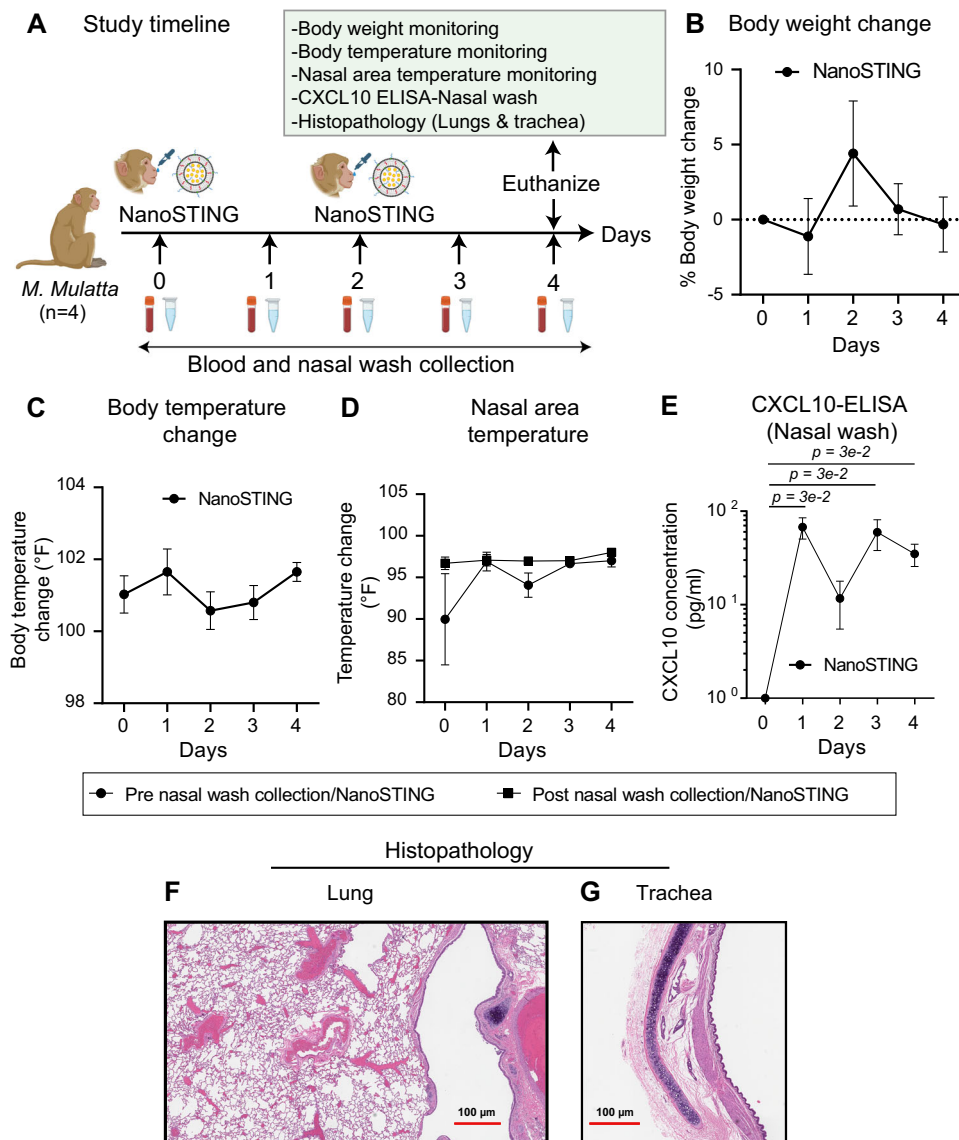 A Study timeline
-Body weight monitoring
-Body temperature monitoring
-Nasal area temperature monitoring
-CXCL10 ELISA-Nasal wash
-Histopathology (Lungs & trachea)
Euthanize
NanoSTING
NanoSTING
Days
M. Mulatta
(n=4)
0
1
2
3
4
Blood and nasal wash collection
B Body weight change
NanoSTING
% Body weight change
10
5
0
-5
0 1 2 3 4
Days
C Body temperature
change
NanoSTING
Body temperature
change (°F)
104
102
100
98
0 1 2 3 4
Days
D Nasal area
temperature
Temperature change
(°F)
105
100
95
90
85
80
0 1 2 3 4
Days
E CXCL10-ELISA
(Nasal wash)
p = 3e-2
p = 3e-2
p = 3e-2
CXCL10 concentration
(pg/ml)
10²
10¹
10⁰
NanoSTING
0 1 2 3 4
Days
Pre nasal wash collection/NanoSTING
Post nasal wash collection/NanoSTING
Histopathology
F Lung
100 µm
G Trachea
100 µm